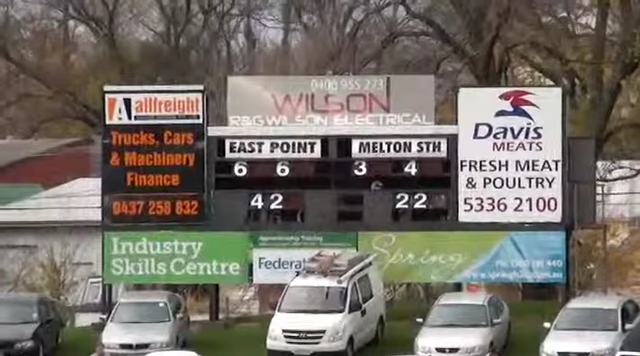 allfreight
Trucks, Cars
& Machinery
Finance
0437 258 832
0400 955 273
WILSON
R&G WILSON ELECTRICAL
EAST POINT MELTON STH
6 6 3 4
42 22
Davis
MEATS
FRESH MEAT
& POULTRY
5336 2100
Industry
Skills Centre
Federal
Spring